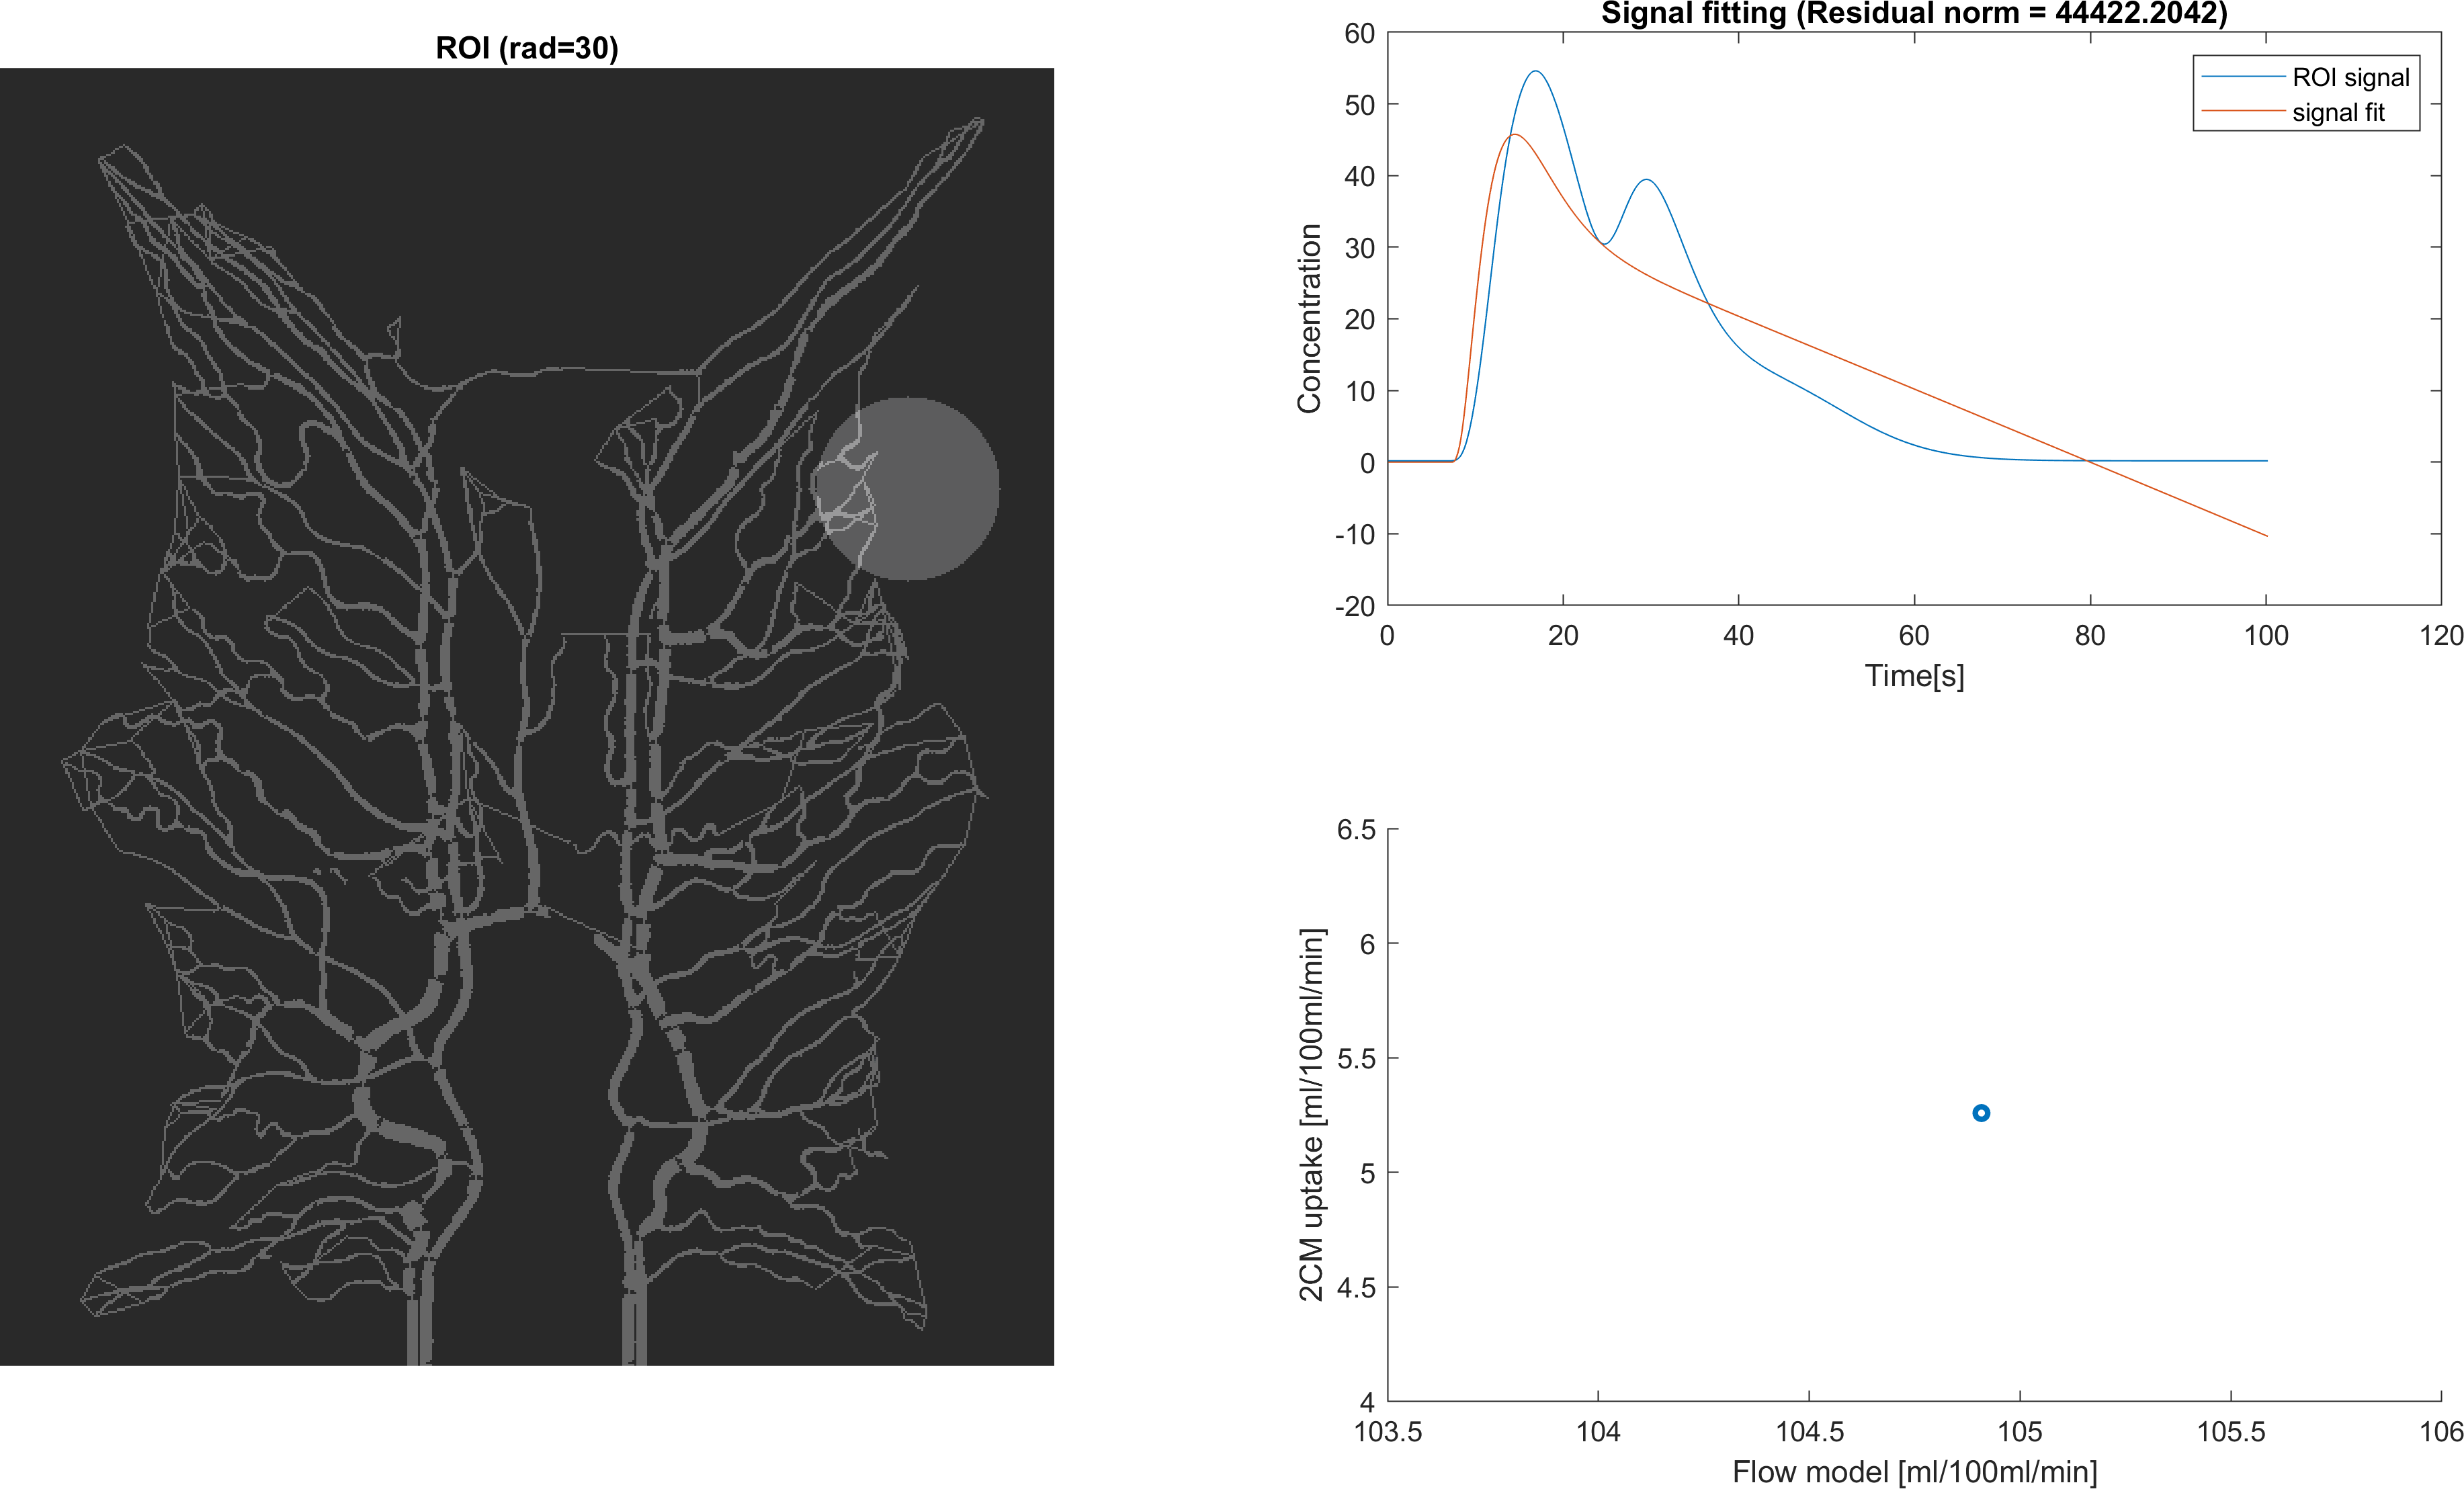 ROI (rad=30)
Signal fitting (Residual norm = 44422.2042)
60
50
40
30
20
10
0
-10
-20
Concentration
ROI signal
signal fit
0 20 40 60 80 100 120
Time[s]
6.5
6
5.5
5
4.5
4
2CM uptake [ml/100ml/min]
103.5 104 104.5 105 105.5 106
Flow model [ml/100ml/min]